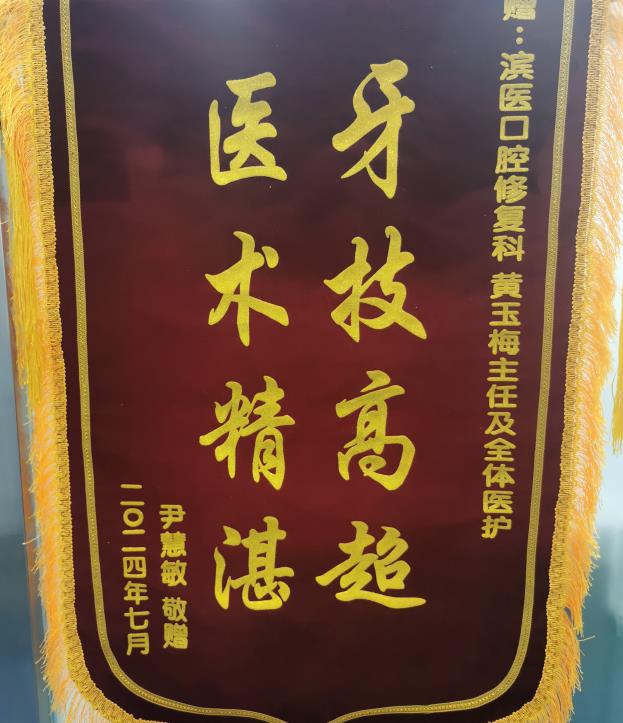 赠：滨医口腔修复科 黄玉梅主任及全体医护
牙技高超
医术精湛
尹慧敏 敬赠
二〇二四年七月